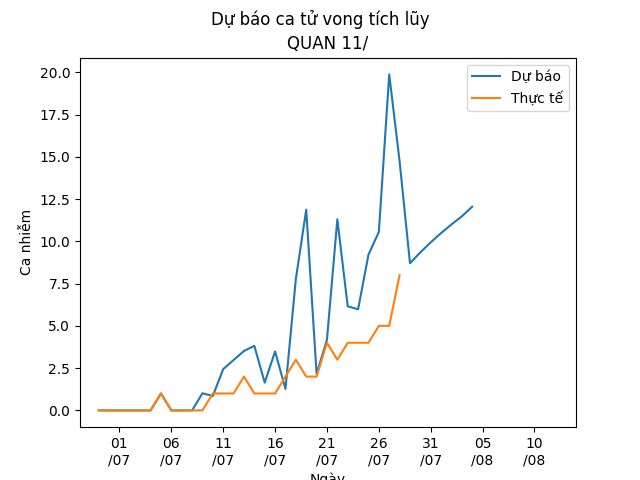 Dự báo ca tử vong tích lũy
QUAN 11/
Dự báo
Thực tế
Ca nhiễm
20.0
17.5
15.0
12.5
10.0
7.5
5.0
2.5
0.0
01 06 11 16 21 26 31 05 10
/07 /07 /07 /07 /07 /07 /07 /08 /08
Ngày